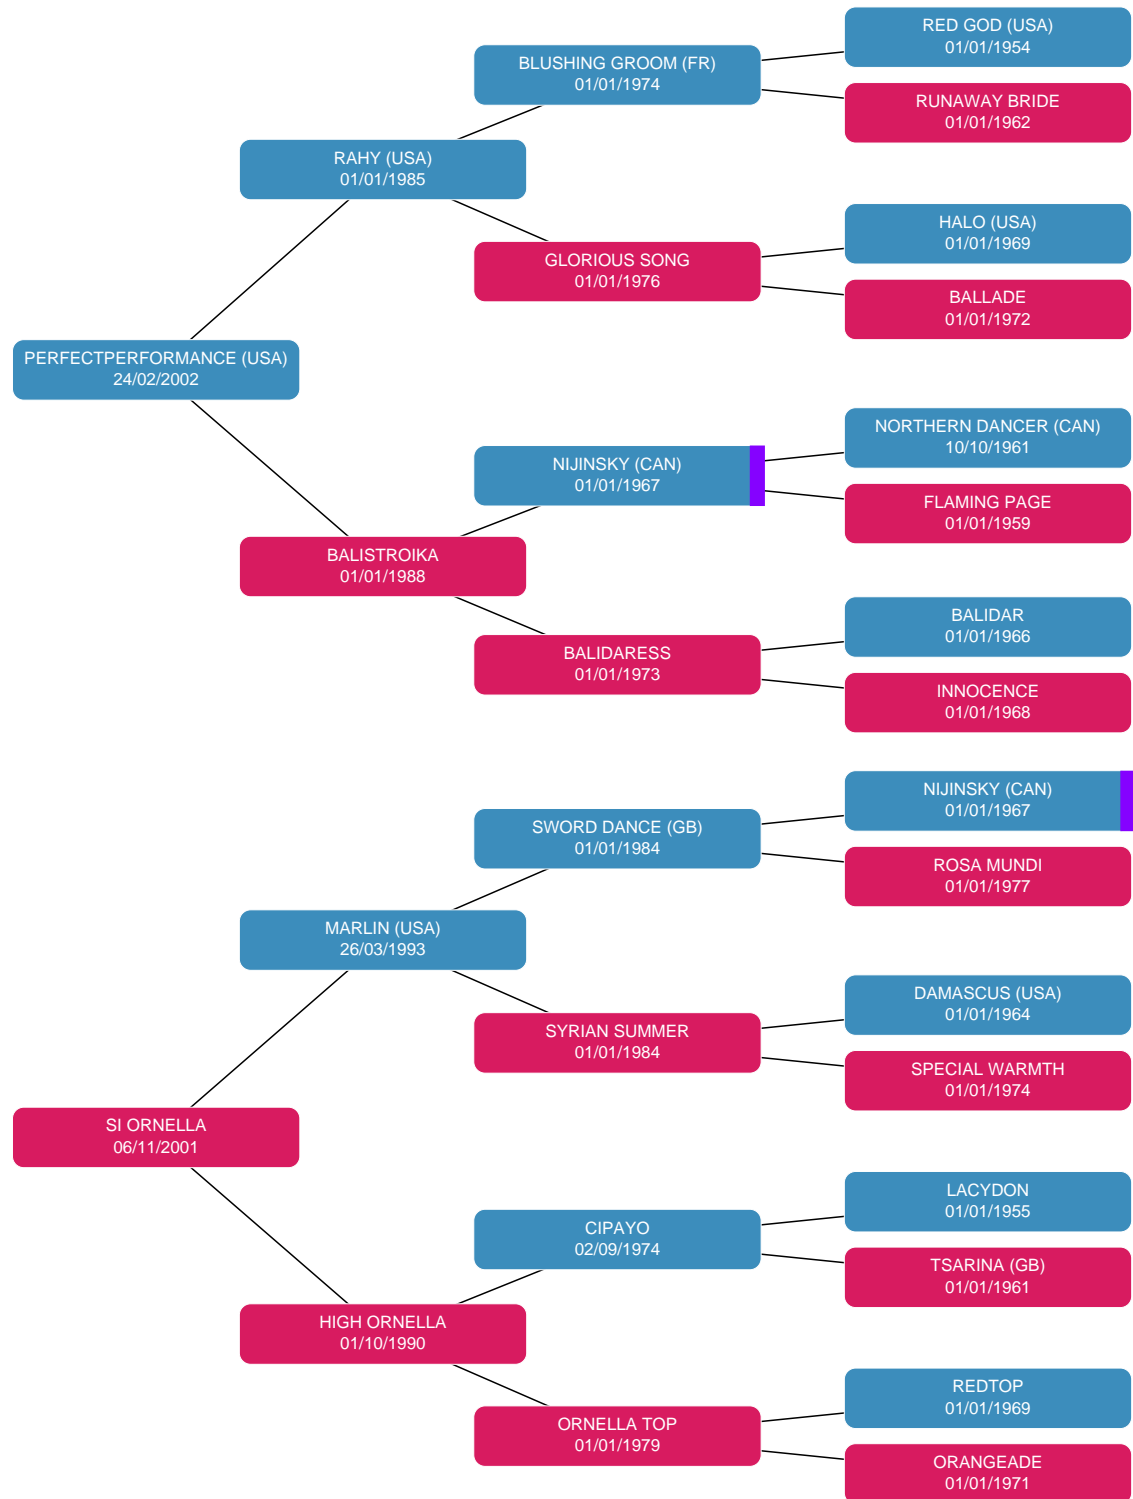 RED GOD (USA)
01/01/1954
BLUSHING GROOM (FR)
01/01/1974
RUNAWAY BRIDE
01/01/1962
RAHY (USA)
01/01/1985
HALO (USA)
01/01/1969
GLORIOUS SONG
01/01/1976
BALLADE
01/01/1972
PERFECTPERFORMANCE (USA)
24/02/2002
NORTHERN DANCER (CAN)
10/10/1961
NIJINSKY (CAN)
01/01/1967
FLAMING PAGE
01/01/1959
BALISTROIKA
01/01/1988
BALIDAR
01/01/1966
BALIDARESS
01/01/1973
INNOCENCE
01/01/1968
NIJINSKY (CAN)
01/01/1967
SWORD DANCE (GB)
01/01/1984
ROSA MUNDI
01/01/1977
MARLIN (USA)
26/03/1993
DAMASCUS (USA)
01/01/1964
SYRIAN SUMMER
01/01/1984
SPECIAL WARMTH
01/01/1974
SI ORNELLA
06/11/2001
LACYDON
01/01/1955
CIPAYO
02/09/1974
TSARINA (GB)
01/01/1961
HIGH ORNELLA
01/10/1990
REDTOP
01/01/1969
ORNELLA TOP
01/01/1979
ORANGEADE
01/01/1971